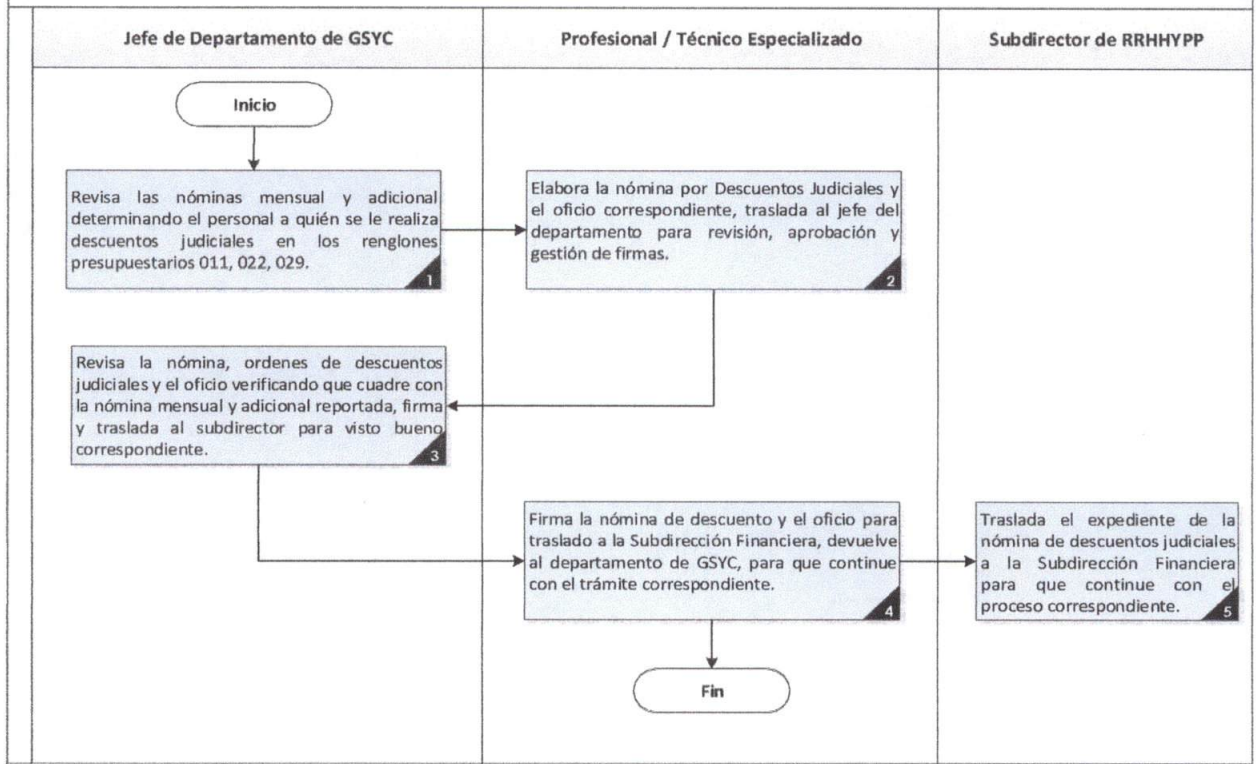 Jefe de Departamento de GSYC
Profesional / Técnico Especializado
Subdirector de RRHHYPP
Inicio
Revisa las nóminas mensual y adicional
determinando el personal a quién se le realiza
descuentos judiciales en los renglones
presupuestarios 011, 022, 029.
1
Elabora la nómina por Descuentos Judiciales y
el oficio correspondiente, traslada al jefe del
departamento para revisión, aprobación y
gestión de firmas.
2
Revisa la nómina, ordenes de descuentos
judiciales y el oficio verificando que cuadre con
la nómina mensual y adicional reportada, firma
y traslada al subdirector para visto bueno
correspondiente.
3
Firma la nómina de descuento y el oficio para
traslado a la Subdirección Financiera, devuelve
al departamento de GSYC, para que continue
con el trámite correspondiente.
4
Traslada el expediente de la
nómina de descuentos judiciales
a la Subdirección Financiera
para que continue con el
proceso correspondiente.
5
Fin